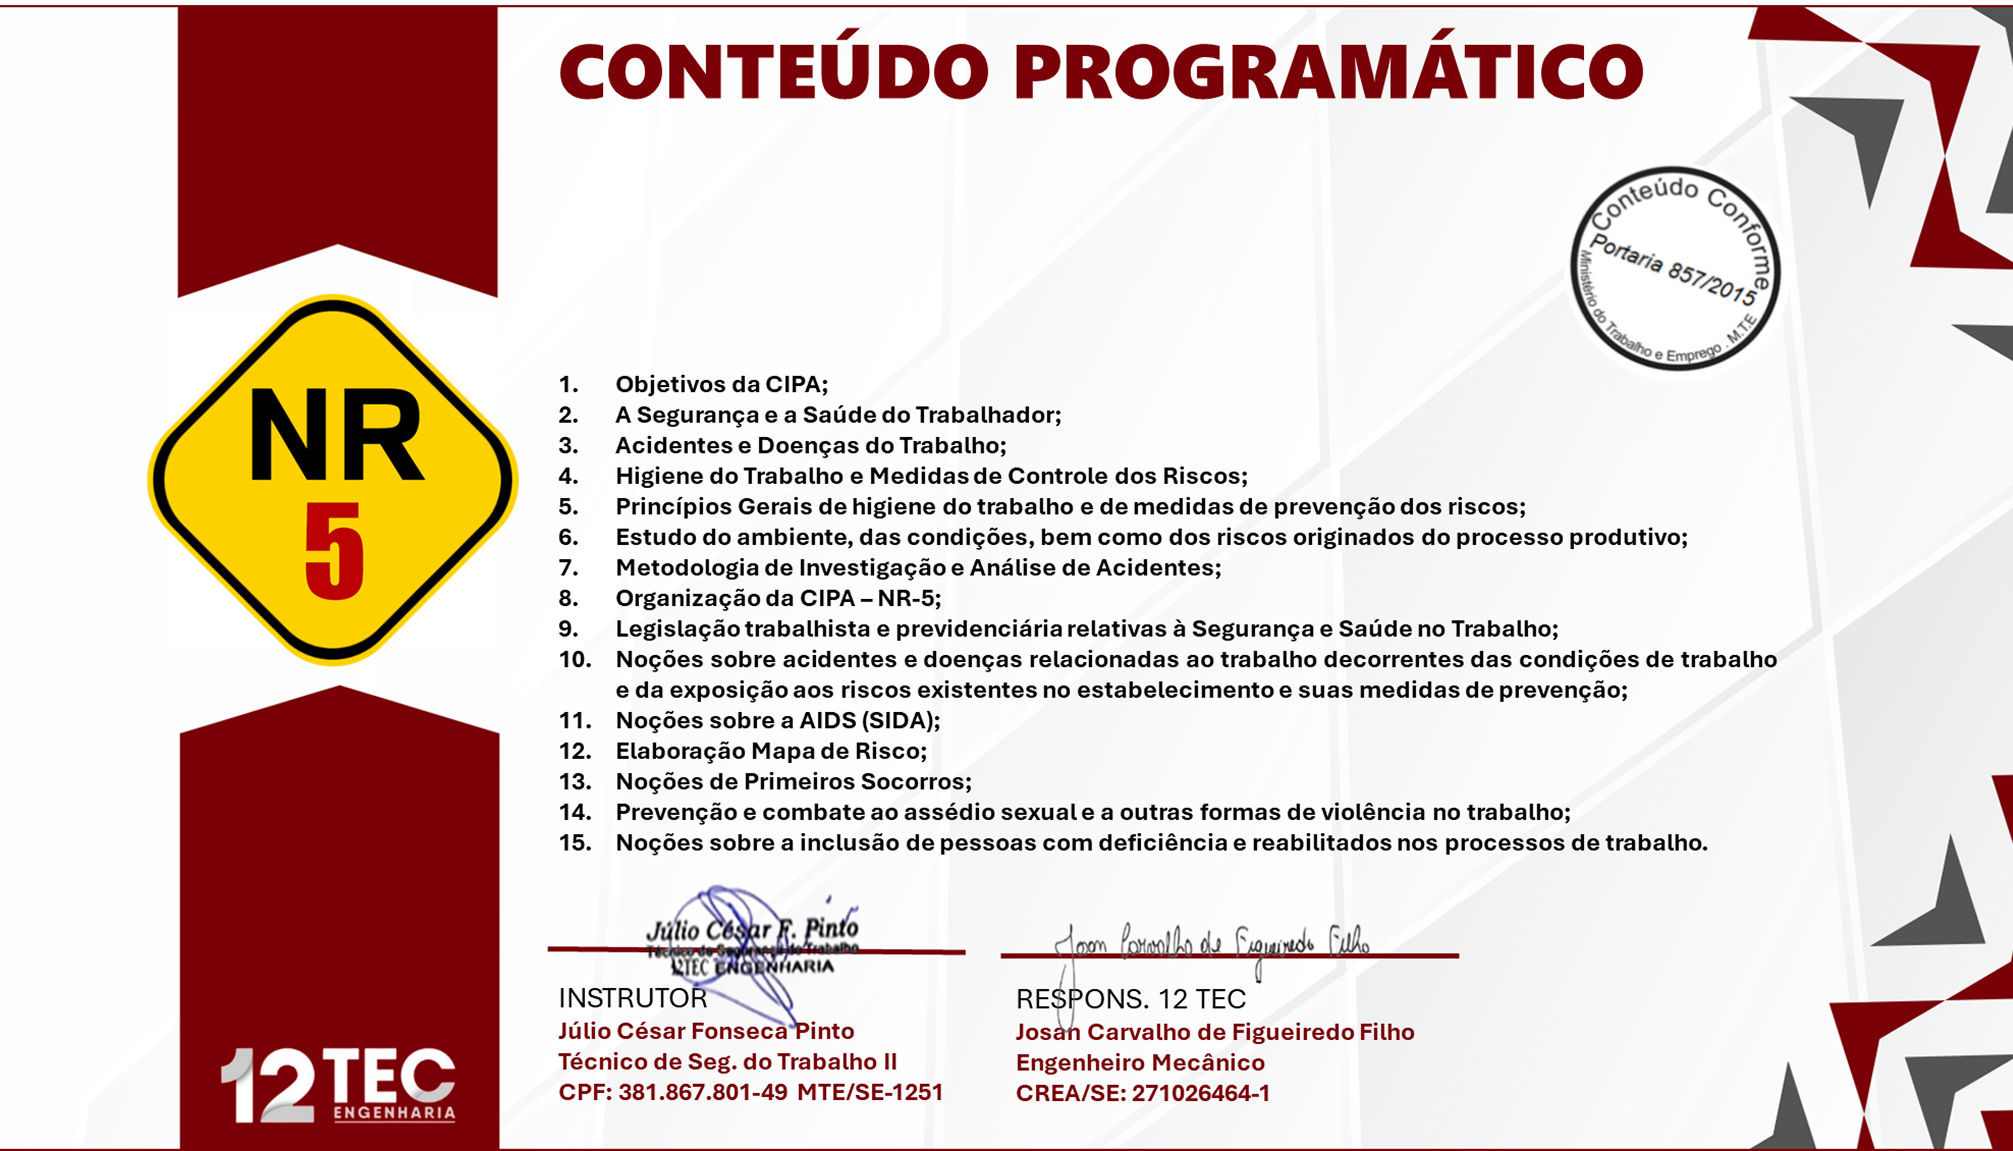 CONTEÚDO PROGRAMÁTICO
Conteúdo Conforme
Portaria 857/2015
Ministério do Trabalho e Emprego . M.T.E
NR
5
1. Objetivos da CIPA;
2. A Segurança e a Saúde do Trabalhador;
3. Acidentes e Doenças do Trabalho;
4. Higiene do Trabalho e Medidas de Controle dos Riscos;
5. Princípios Gerais de higiene do trabalho e de medidas de prevenção dos riscos;
6. Estudo do ambiente, das condições, bem como dos riscos originados do processo produtivo;
7. Metodologia de Investigação e Análise de Acidentes;
8. Organização da CIPA – NR-5;
9. Legislação trabalhista e previdenciária relativas à Segurança e Saúde no Trabalho;
10. Noções sobre acidentes e doenças relacionadas ao trabalho decorrentes das condições de trabalho
e da exposição aos riscos existentes no estabelecimento e suas medidas de prevenção;
11. Noções sobre a AIDS (SIDA);
12. Elaboração Mapa de Risco;
13. Noções de Primeiros Socorros;
14. Prevenção e combate ao assédio sexual e a outras formas de violência no trabalho;
15. Noções sobre a inclusão de pessoas com deficiência e reabilitados nos processos de trabalho.
Júlio César F. Pinto
Técnico de Segurança do Trabalho
12TEC ENGENHARIA
INSTRUTOR
Júlio César Fonseca Pinto
Técnico de Seg. do Trabalho II
CPF: 381.867.801-49 MTE/SE-1251
Josan Carvalho de Figueiredo Filho
RESPONS. 12 TEC
Josan Carvalho de Figueiredo Filho
Engenheiro Mecânico
CREA/SE: 271026464-1
12TEC
ENGENHARIA